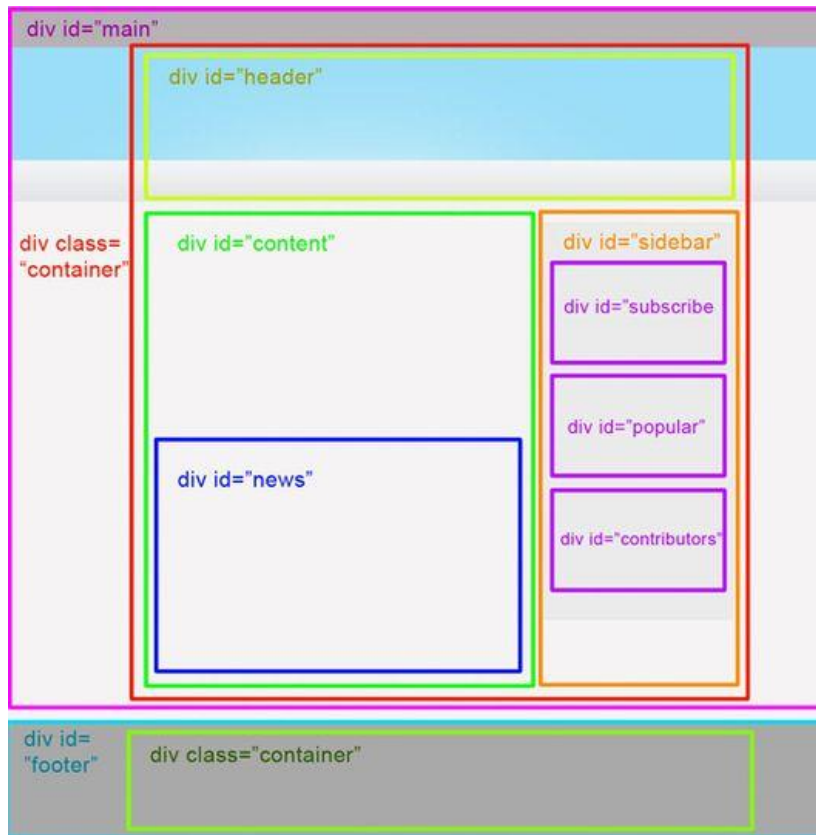 div id="main"
div id="header"
div class=
"container"
div id="content"
div id="sidebar"
div id="subscribe
div id="popular"
div id="news"
div id="contributors"
div id=
"footer"
div class="container"